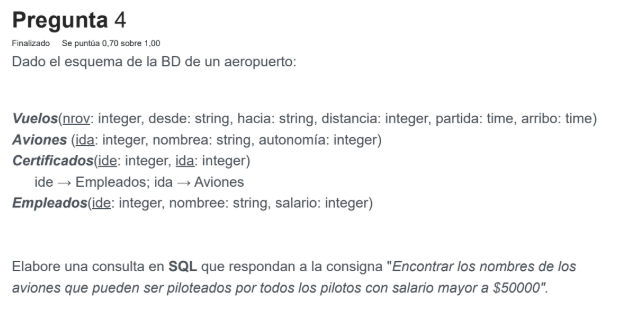 Pregunta 4
Finalizado Se puntúa 0,70 sobre 1,00
Dado el esquema de la BD de un aeropuerto:
Vuelos(nrov: integer, desde: string, hacia: string, distancia: integer, partida: time, arribo: time)
Aviones (ida: integer, nombrea: string, autonomía: integer)
Certificados(ide: integer, ida: integer)
ide → Empleados; ida → Aviones
Empleados(ide: integer, nombree: string, salario: integer)
Elabore una consulta en SQL que respondan a la consigna "Encontrar los nombres de los
aviones que pueden ser piloteados por todos los pilotos con salario mayor a $50000".